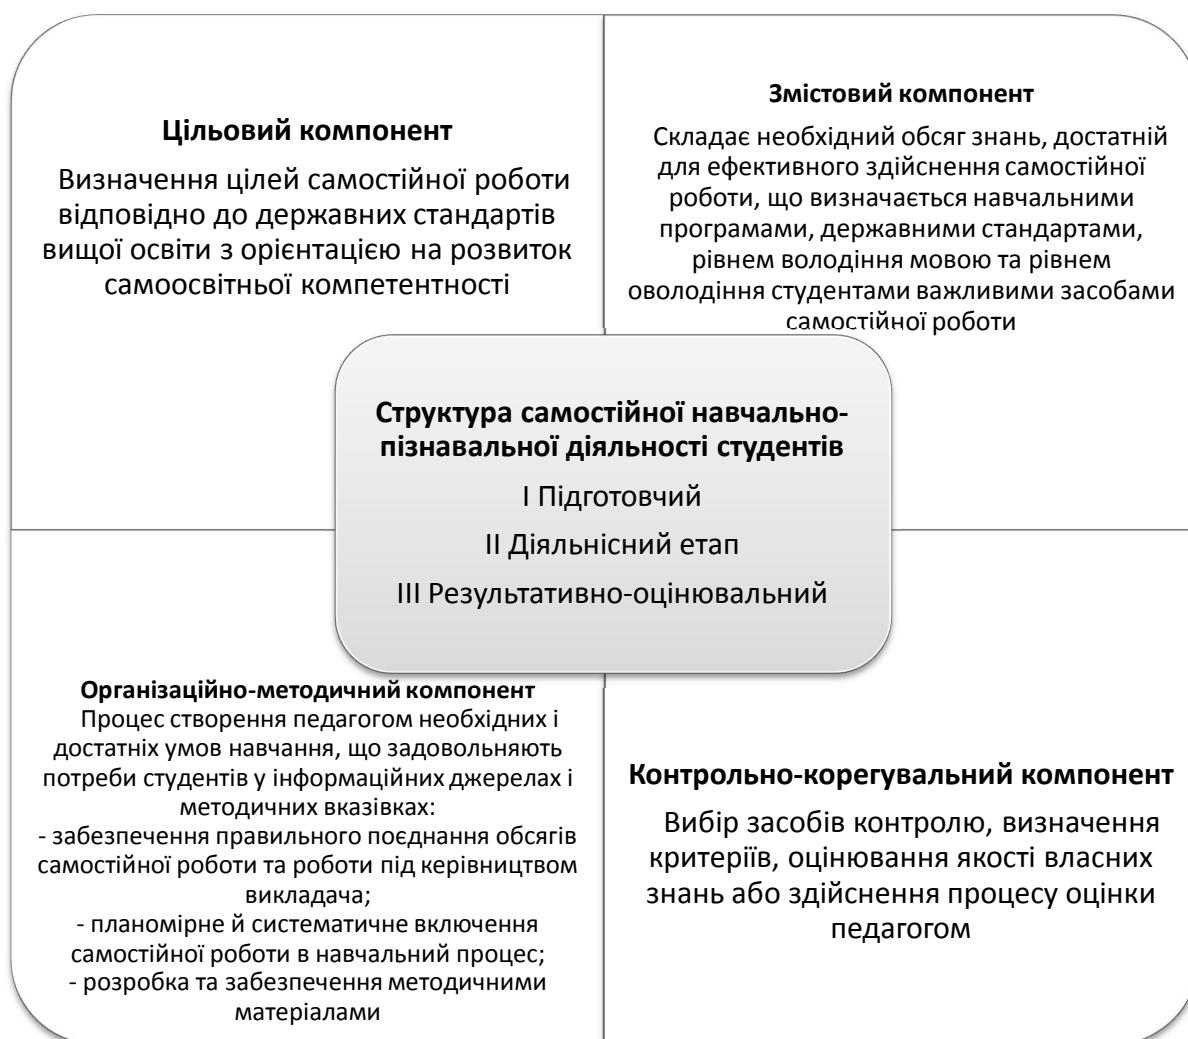 Цільовий компонент
Визначення цілей самостійної роботи
відповідно до державних стандартів
вищої освіти з орієнтацією на розвиток
самоосвітньої компетентності
Змістовий компонент
Складає необхідний обсяг знань, достатній
для ефективного здійснення самостійної
роботи, що визначається навчальними
програмами, державними стандартами,
рівнем володіння мовою та рівнем
оволодіння студентами важливими засобами
самостійної роботи
Структура самостійної навчально-
пізнавальної діяльності студентів
І Підготовчий
ІІ Діяльнісний етап
ІІІ Результативно-оцінювальний
Організаційно-методичний компонент
Процес створення педагогом необхідних і
достатніх умов навчання, що задовольняють
потреби студентів у інформаційних джерелах і
методичних вказівках:
- забезпечення правильного поєднання обсягів
самостійної роботи та роботи під керівництвом
викладача;
- планомірне й систематичне включення
самостійної роботи в навчальний процес;
- розробка та забезпечення методичними
матеріалами
Контрольно-корегувальний компонент
Вибір засобів контролю, визначення
критеріїв, оцінювання якості власних
знань або здійснення процесу оцінки
педагогом